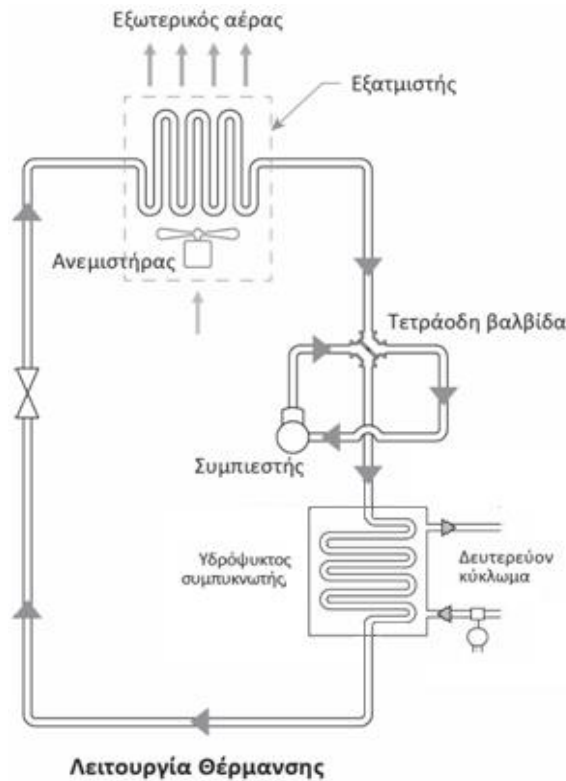 Εξωτερικός αέρας
Εξατμιστής
Ανεμιστήρας
Τετράοδη βαλβίδα
Συμπιεστής
Υδρόψυκτος
συμπυκνωτής,
Δευτερεύον
κύκλωμα
Λειτουργία Θέρμανσης